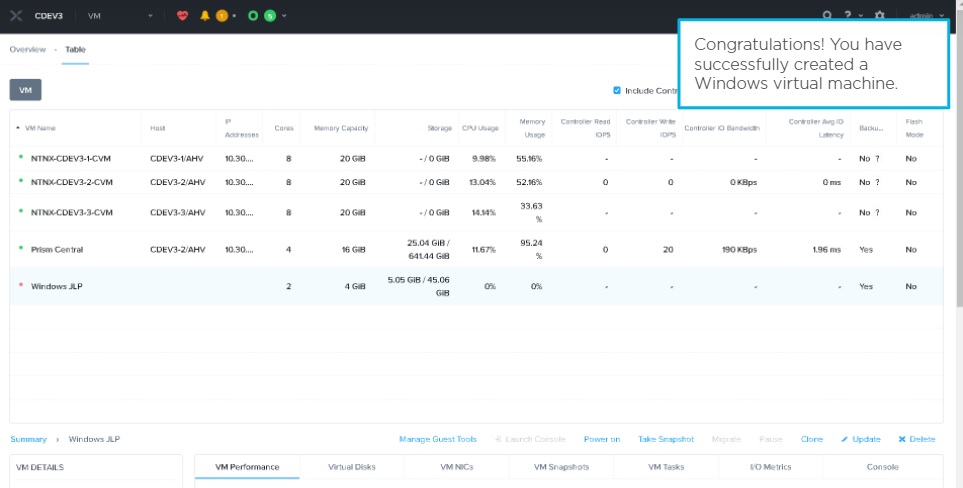 CDEV3 VM 1 5 ? admin
Overview - Table
Congratulations! You have
successfully created a
Windows virtual machine.
VM
Include Contr
VM Name Host IP Addresses Cores Memory Capacity Storage CPU Usage Memory Usage Controller Read IOPS Controller Write IOPS Controller IO Bandwidth Controller Avg IO Latency Backu... Flash Mode
NTNX-CDEV3-1-CVM CDEV3-1/AHV 10.30.... 8 20 GiB - / 0 GiB 9.98% 55.16% - - - - No ? No
NTNX-CDEV3-2-CVM CDEV3-2/AHV 10.30.... 8 20 GiB - / 0 GiB 13.04% 52.16% 0 0 0 KBps 0 ms No ? No
NTNX-CDEV3-3-CVM CDEV3-3/AHV 10.30.... 8 20 GiB - / 0 GiB 14.14% 33.63 % - - - - No ? No
Prism Central CDEV3-2/AHV 10.30.... 4 16 GiB 25.04 GiB / 641.44 GiB 11.67% 95.24 % 0 20 190 KBps 1.96 ms Yes No
Windows JLP 2 4 GiB 5.05 GiB / 45.06 GiB 0% 0% - - - - Yes No
Summary > Windows JLP Manage Guest Tools Launch Console Power on Take Snapshot Migrate Pause Clone Update Delete
VM DETAILS VM Performance Virtual Disks VM NICs VM Snapshots VM Tasks I/O Metrics Console